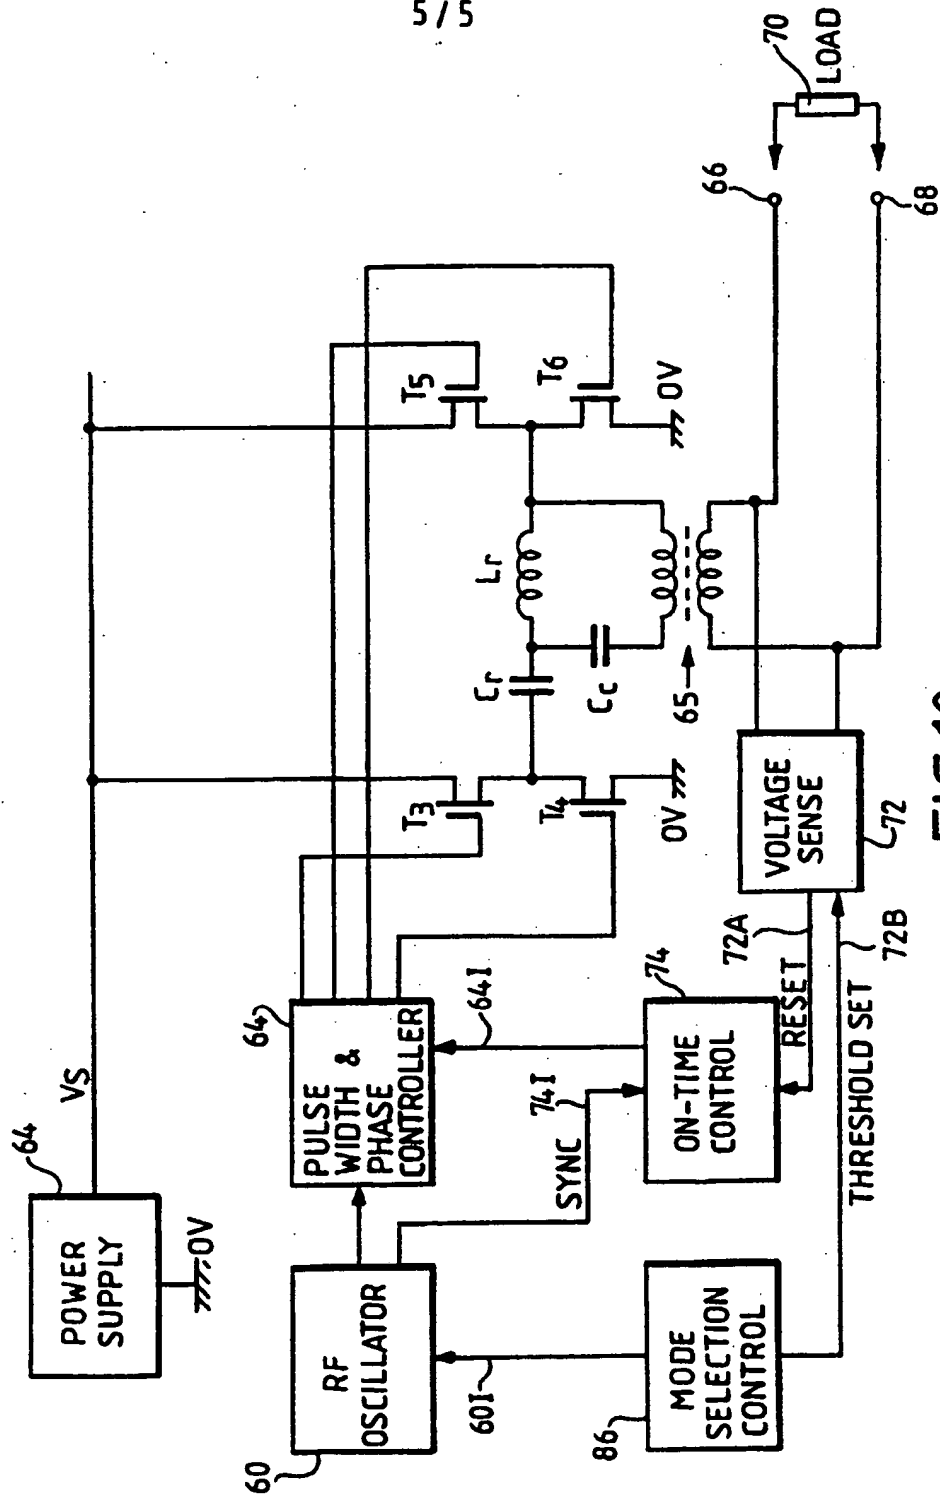 5/5
POWER
SUPPLY
64
VS
0V
RF
OSCILLATOR
60
60I
MODE
SELECTION
CONTROL
86
PULSE
WIDTH &
PHASE
CONTROLLER
64
64I
SYNC
74I
ON-TIME
CONTROL
74
RESET
72A
THRESHOLD SET
72B
VOLTAGE
SENSE
72
T3
T4
0V
T5
T6
0V
Cr
Lr
Cc
65
66
68
70
LOAD